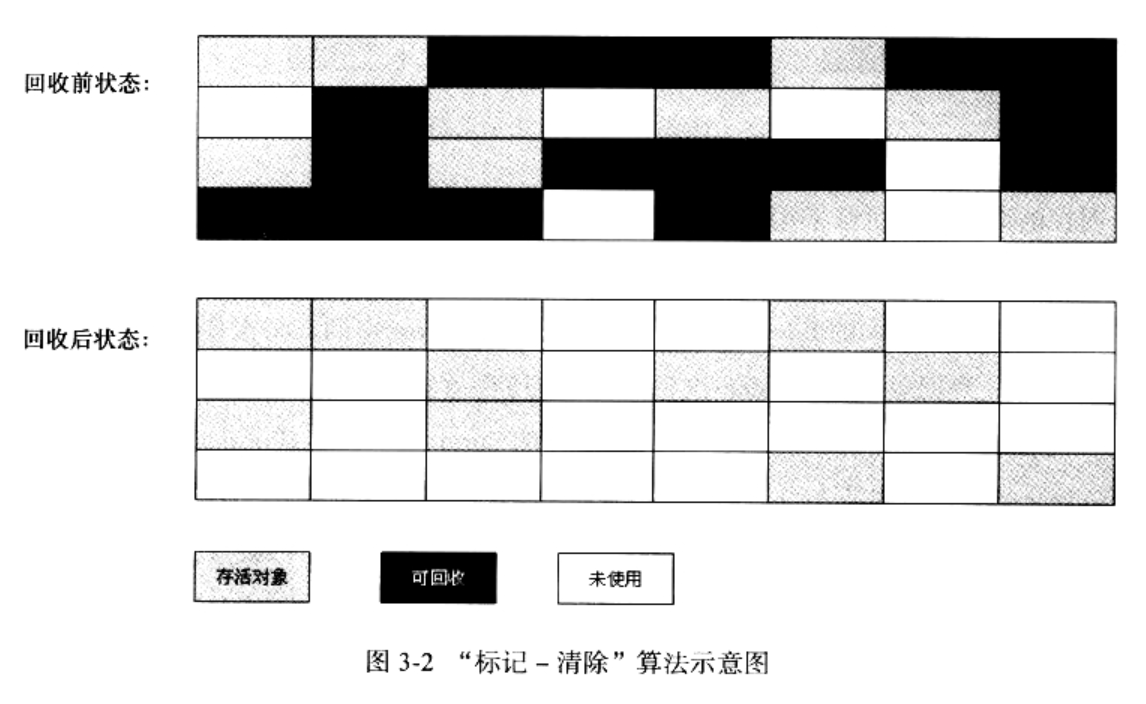 回收前状态：
回收后状态：
存活对象
可回收
未使用
图 3-2 “标记 – 清除”算法示意图